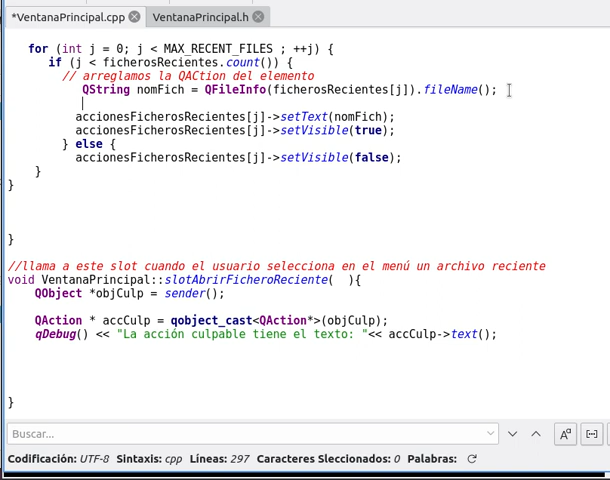 *VentanaPrincipal.cpp
VentanaPrincipal.h
for (int j = 0; j < MAX_RECENT_FILES ; ++j) {
if (j < ficherosRecientes.count()) {
// arreglamos la QACtion del elemento
QString nomFich = QFileInfo(ficherosRecientes[j]).fileName();
accionesFicherosRecientes[j]->setText(nomFich);
accionesFicherosRecientes[j]->setVisible(true);
} else {
accionesFicherosRecientes[j]->setVisible(false);
}
}
}
//llama a este slot cuando el usuario selecciona en el menú un archivo reciente
void VentanaPrincipal::slotAbrirFicheroReciente(  ){
QObject *objCulp = sender();
QAction * accCulp = qobject_cast<QAction*>(objCulp);
qDebug() << "La acción culpable tiene el texto: "<< accCulp->text();
}
Buscar...
Codificación: UTF-8 Sintaxis: cpp Líneas: 297 Caracteres Sleccionados: 0 Palabras: